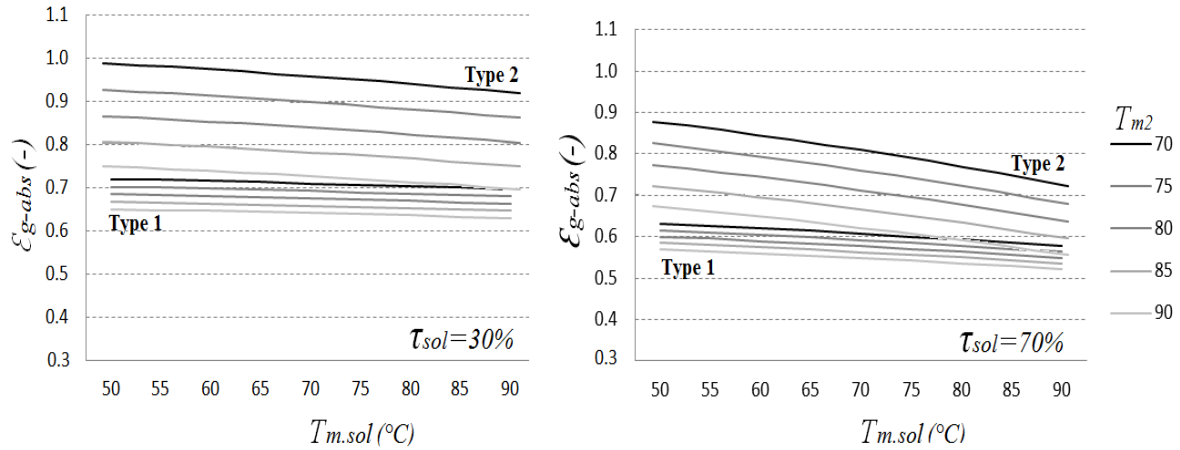 1.1
1.0
0.9
0.8
0.7
0.6
0.5
0.4
0.3
εg-abs (-)
Type 2
Type 1
τsol=30%
50 55 60 65 70 75 80 85 90
Tm.sol (°C)
1.1
1.0
0.9
0.8
0.7
0.6
0.5
0.4
0.3
εg-abs (-)
Type 2
Type 1
τsol=70%
50 55 60 65 70 75 80 85 90
Tm.sol (°C)
Tm2
70
75
80
85
90